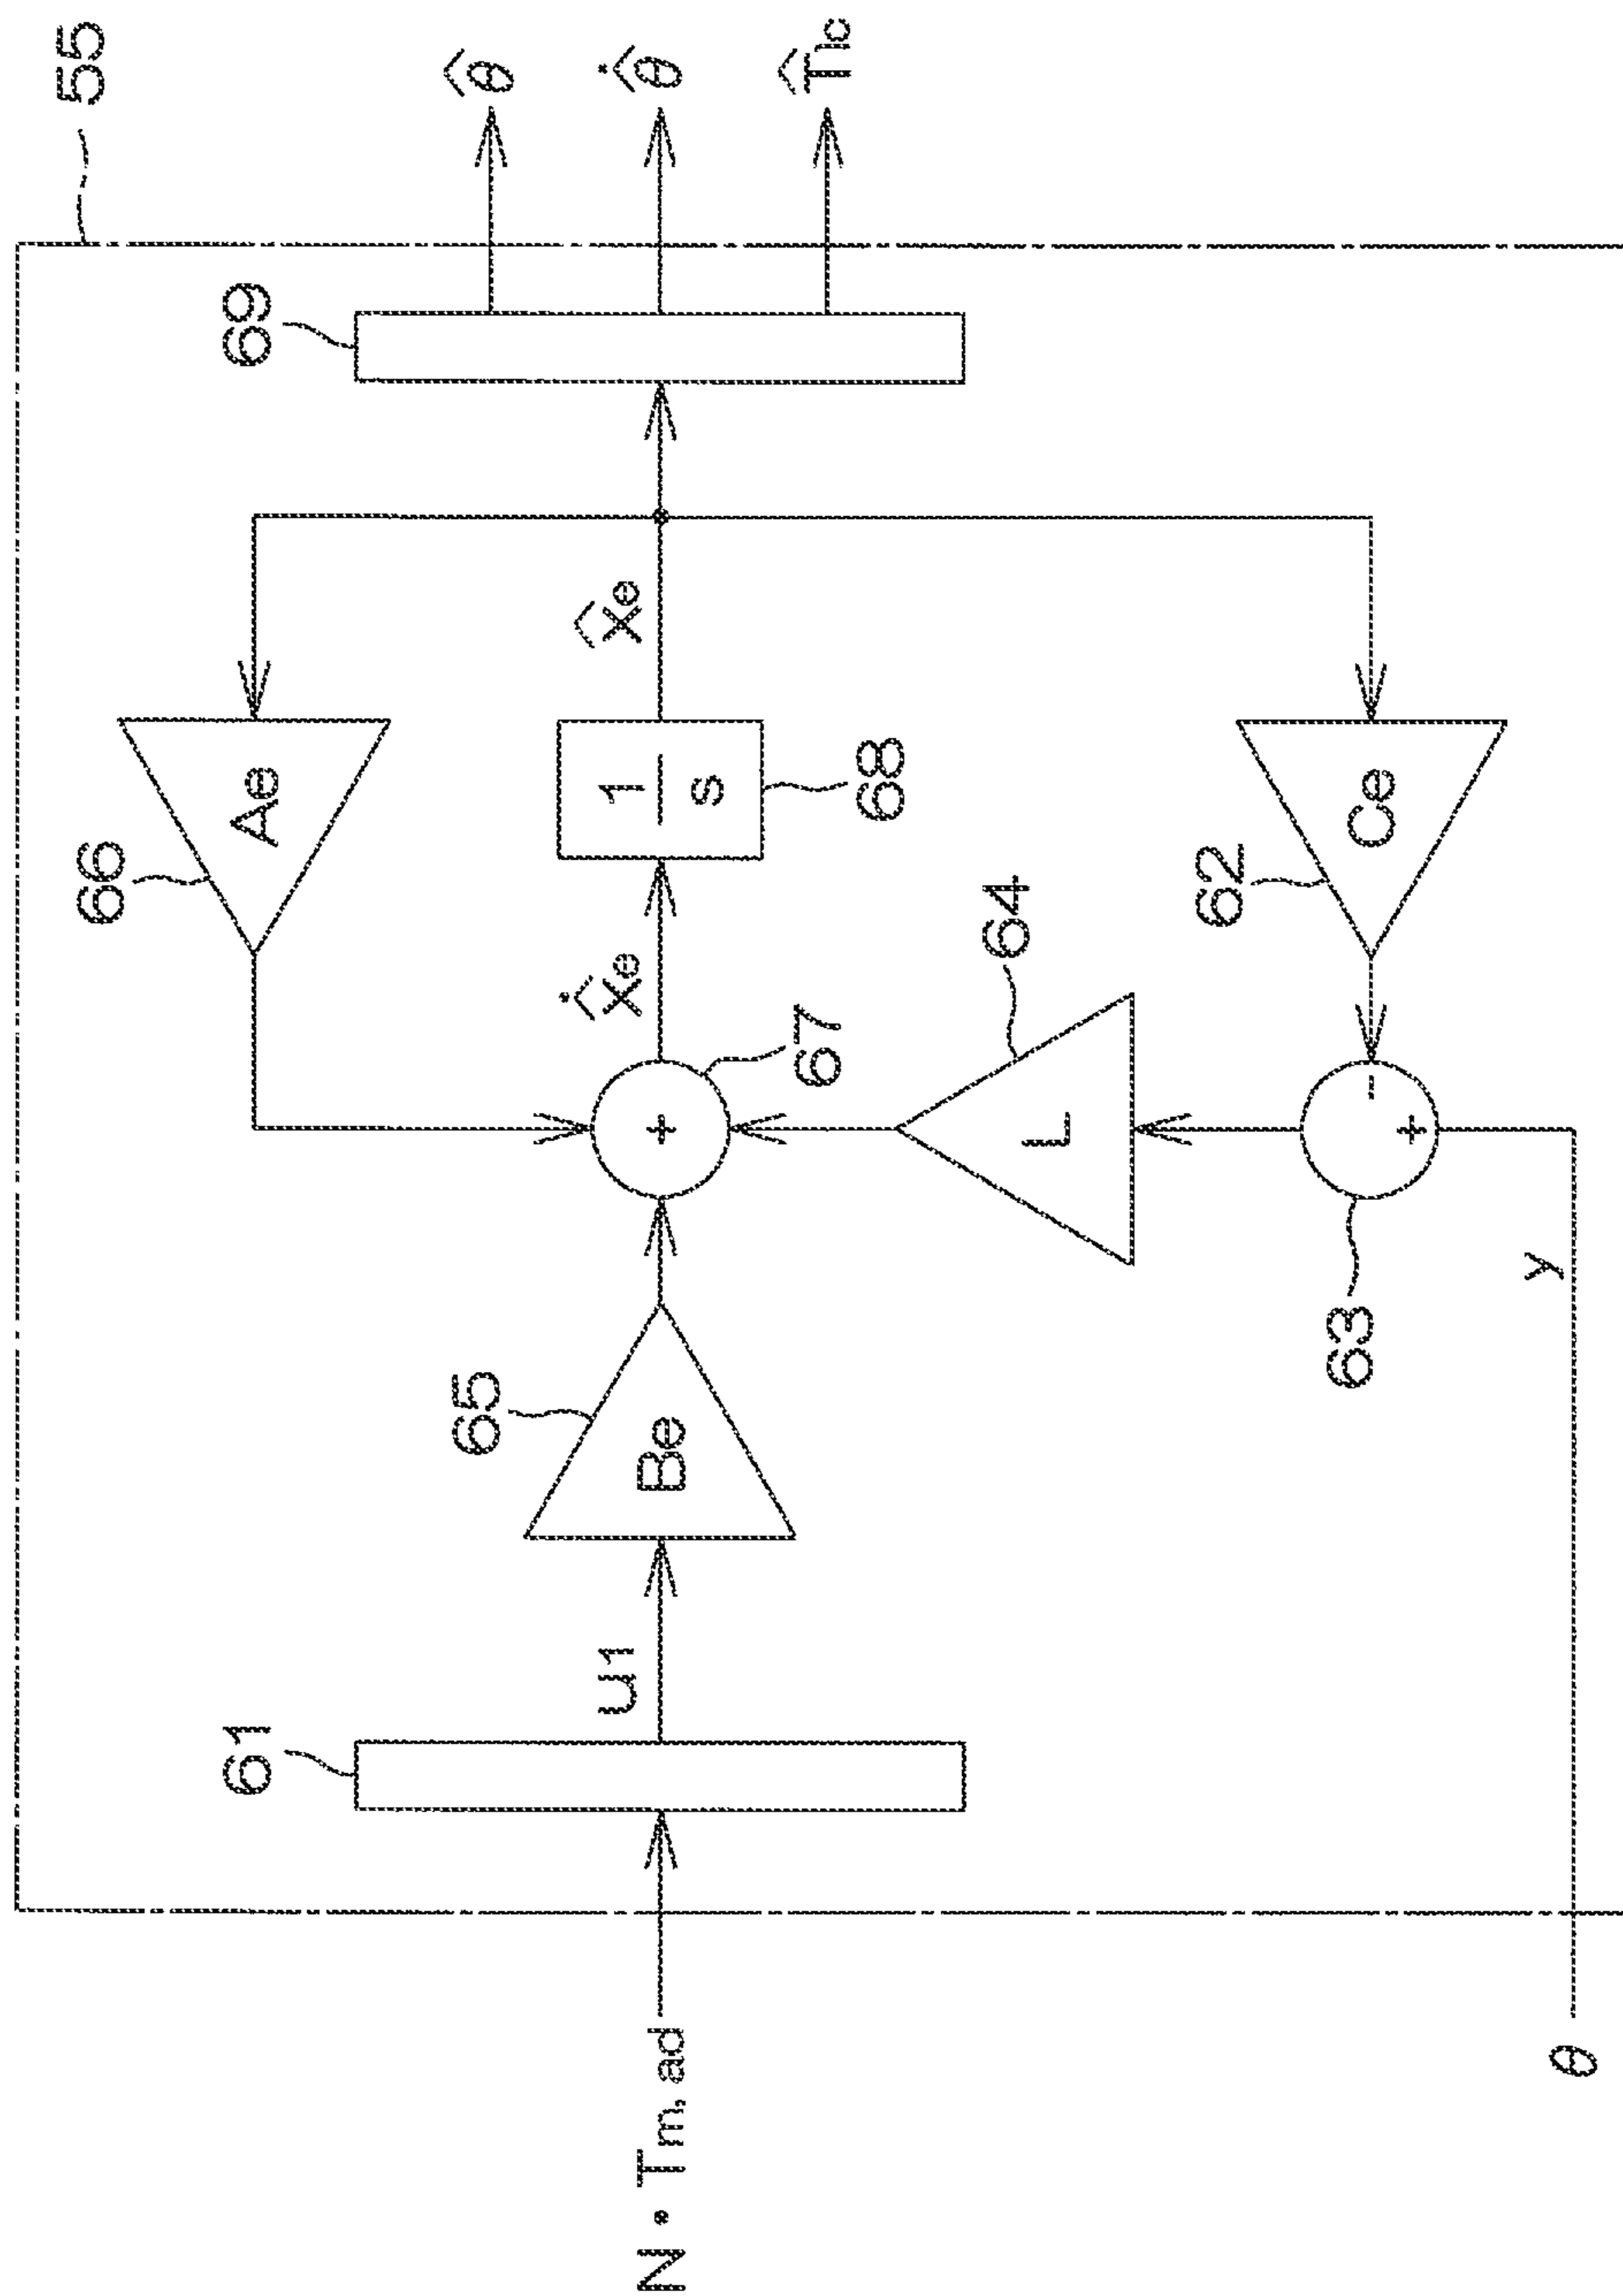 55
66
Ae
69
θ̂
61
65
x̂e
68
1
s
θ̂̇
N・Tm, ad
u1
Be
+
67
x̂̇e
T̂lc
64
L
62
Ce
63
−
+
y
θ